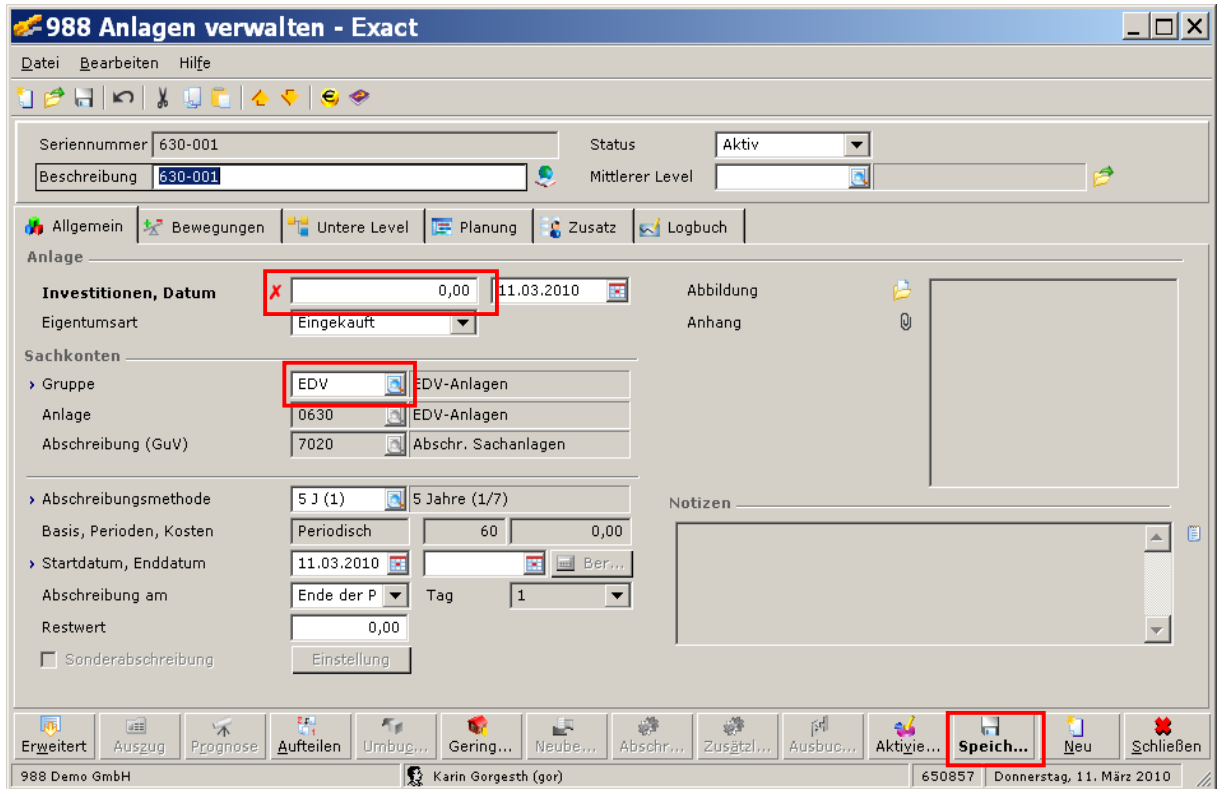 988 Anlagen verwalten - Exact
Datei Bearbeiten Hilfe
Seriennummer 630-001 Status Aktiv
Beschreibung 630-001 Mittlerer Level
Allgemein Bewegungen Untere Level Planung Zusatz Logbuch
Anlage
Investitionen, Datum 0,00 11.03.2010 Abbildung
Eigentumsart Eingekauft Anhang
Sachkonten
Gruppe EDV EDV-Anlagen
Anlage 0630 EDV-Anlagen
Abschreibung (GuV) 7020 Abschr. Sachanlagen
Abschreibungsmethode 5 J (1) 5 Jahre (1/7) Notizen
Basis, Perioden, Kosten Periodisch 60 0,00
Startdatum, Enddatum 11.03.2010 Ber...
Abschreibung am Ende der P Tag 1
Restwert 0,00
Sonderabschreibung Einstellung
Erweitert Auszug Prognose Aufteilen Umbuc... Gering... Neube... Abschr... Zusätzl... Ausbuc... Aktivie... Speich... Neu Schließen
988 Demo GmbH Karin Gorgesth (gor) 650857 Donnerstag, 11. März 2010